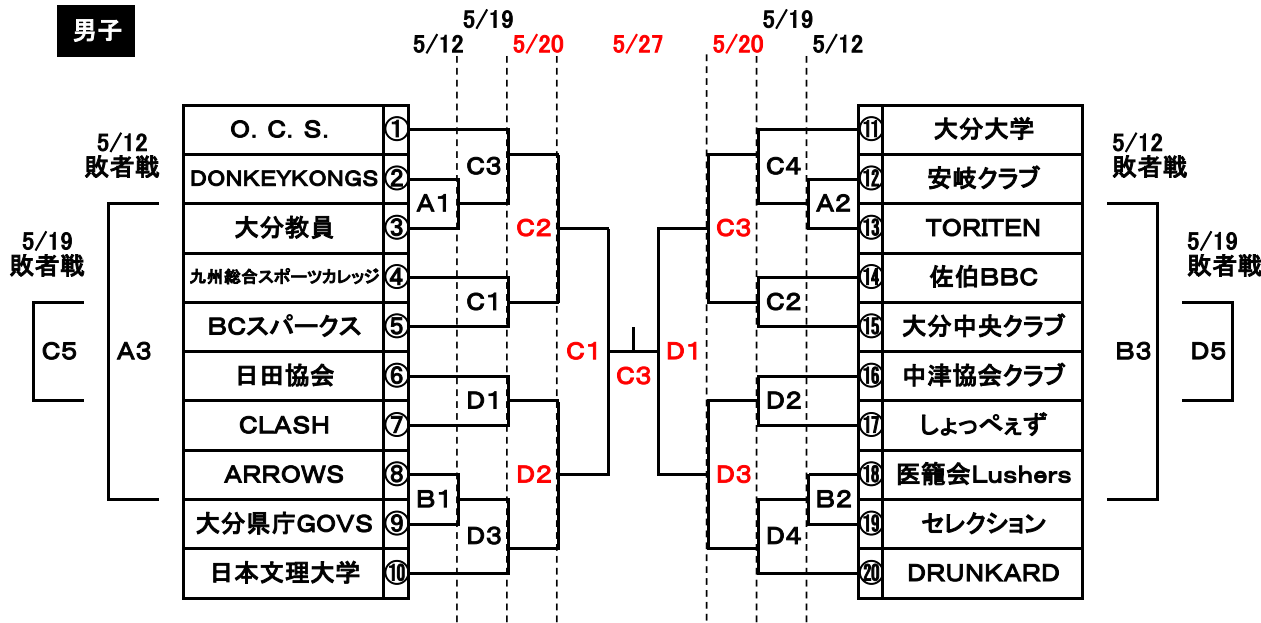 男子
5/19
5/12
5/20
5/27
5/20
5/19
5/12
O. C. S. ①
DONKEYKONGS ②
大分教員 ③
九州総合スポーツカレッジ ④
BCスパークス ⑤
日田協会 ⑥
CLASH ⑦
ARROWS ⑧
大分県庁GOVS ⑨
日本文理大学 ⑩
⑪ 大分大学
⑫ 安岐クラブ
⑬ TORITEN
⑭ 佐伯BBC
⑮ 大分中央クラブ
⑯ 中津協会クラブ
⑰ しょっぺぇず
⑱ 医籠会Lushers
⑲ セレクション
⑳ DRUNKARD
5/12
敗者戦
5/19
敗者戦
C5
A3
C3
A1
C2
C1
C1
D1
D2
B1
D3
C3
D1
C4
A2
C3
C2
D2
D3
B2
D4
5/12
敗者戦
5/19
敗者戦
B3
D5